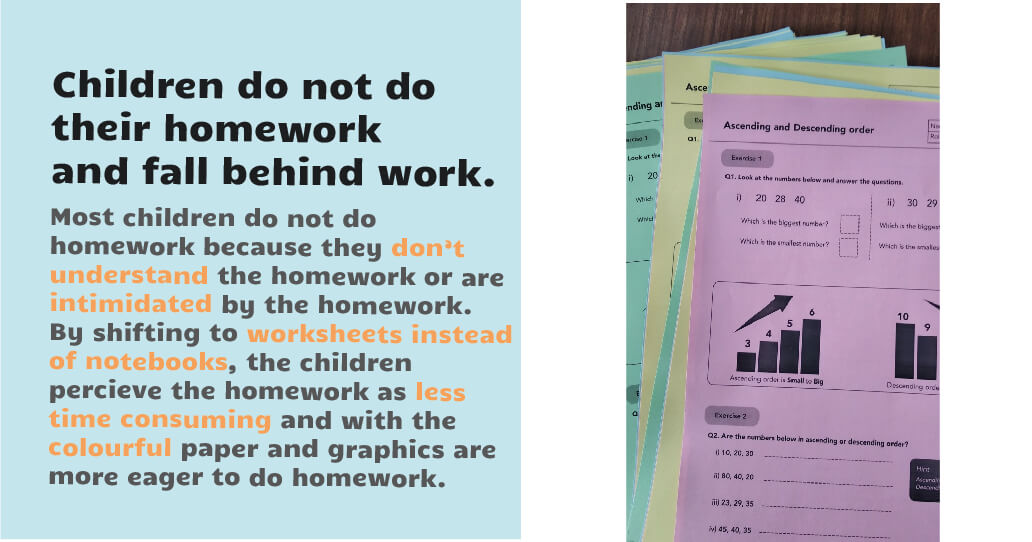 Children do not do
their homework
and fall behind work.
Most children do not do
homework because they don't
understand the homework or are
intimidated by the homework.
By shifting to worksheets instead
of notebooks, the children
percieve the homework as less
time consuming and with the
colourful paper and graphics are
more eager to do homework.
nding a
Asce
Ascending and Descending order
Exercise 1
Q1.
Look at the
Q1. Look at the numbers below and answer the questions.
i) 20
i) 20 28 40
ii) 30 29
Which
Which is the biggest number?
Which is the bigges
Which is the smallest number?
Which is the smalles
3 4 5 6
10 9
Ascending order is Small to Big
Descending orde
Exercise 2
Q2. Are the numbers below in ascending or descending order?
i) 10, 20, 30
ii) 80, 40, 20
iii) 23, 29, 35
iv) 45, 40, 35
Hint
Ascendi
Descend